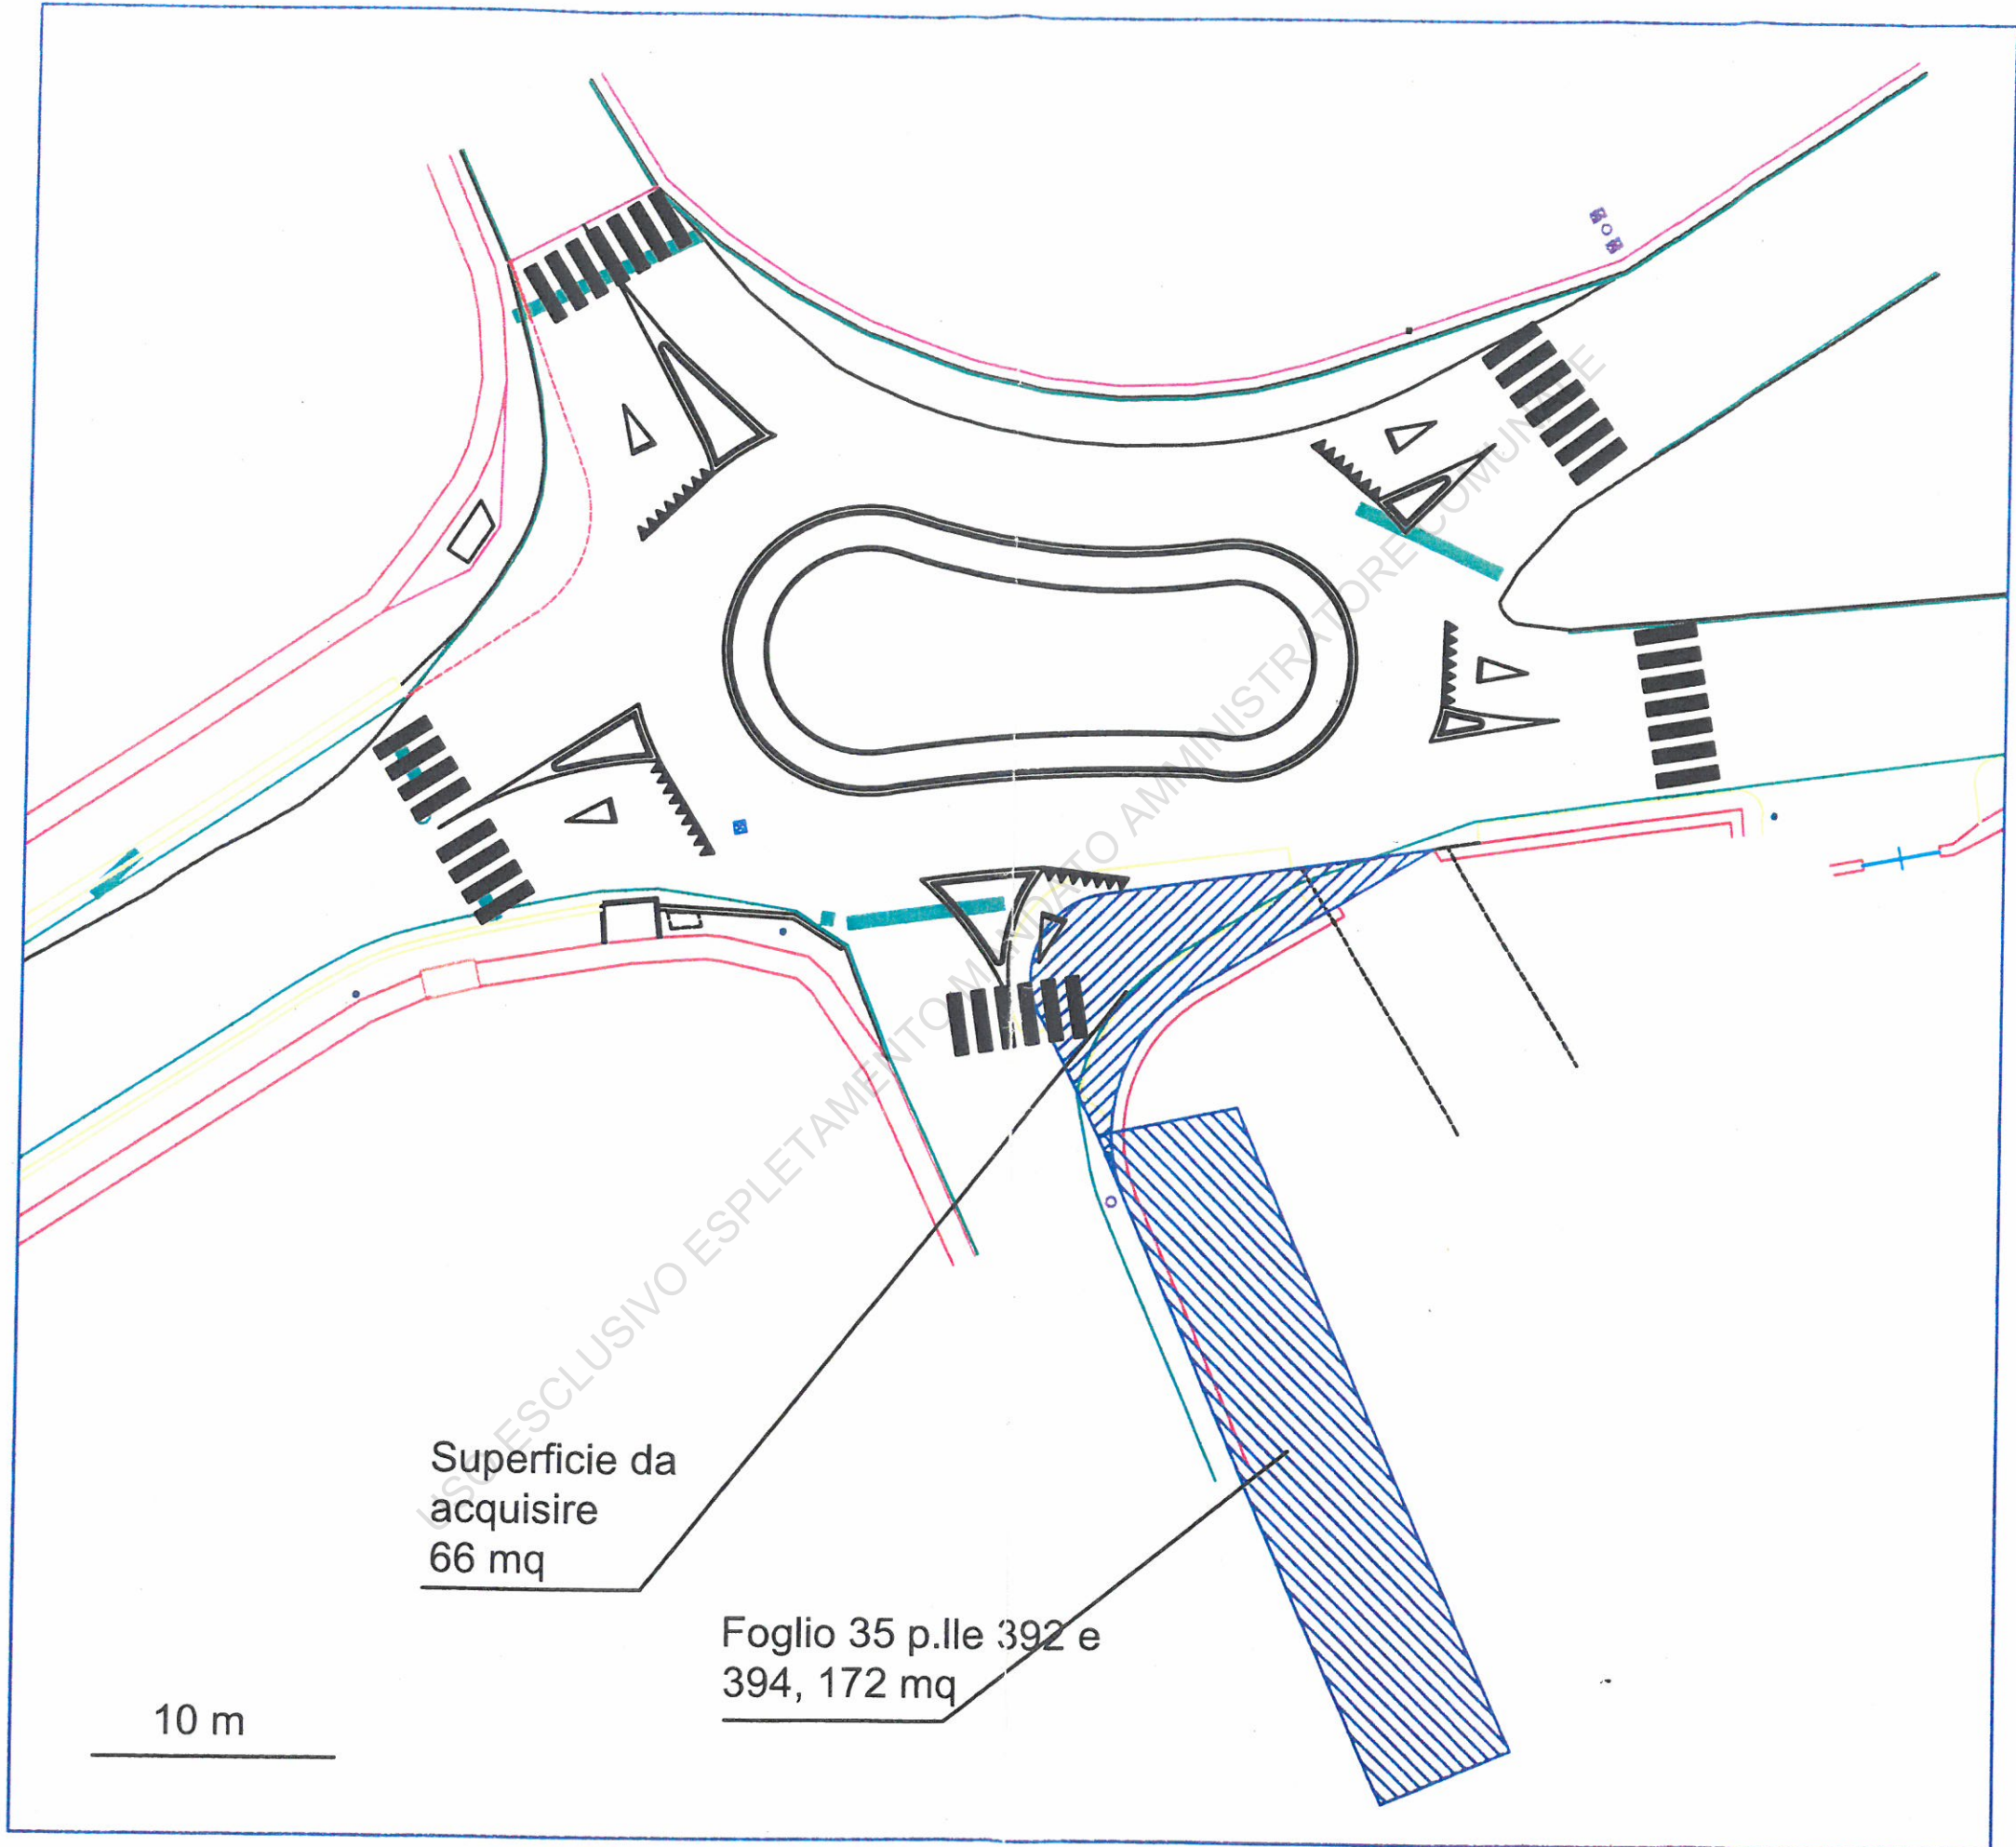 USO ESCLUSIVO ESPLETAMENTO MANDATO AMMINISTRATORE COMUNALE
Superficie da
acquisire
66 mq
Foglio 35 p.lle 392 e
394, 172 mq
10 m